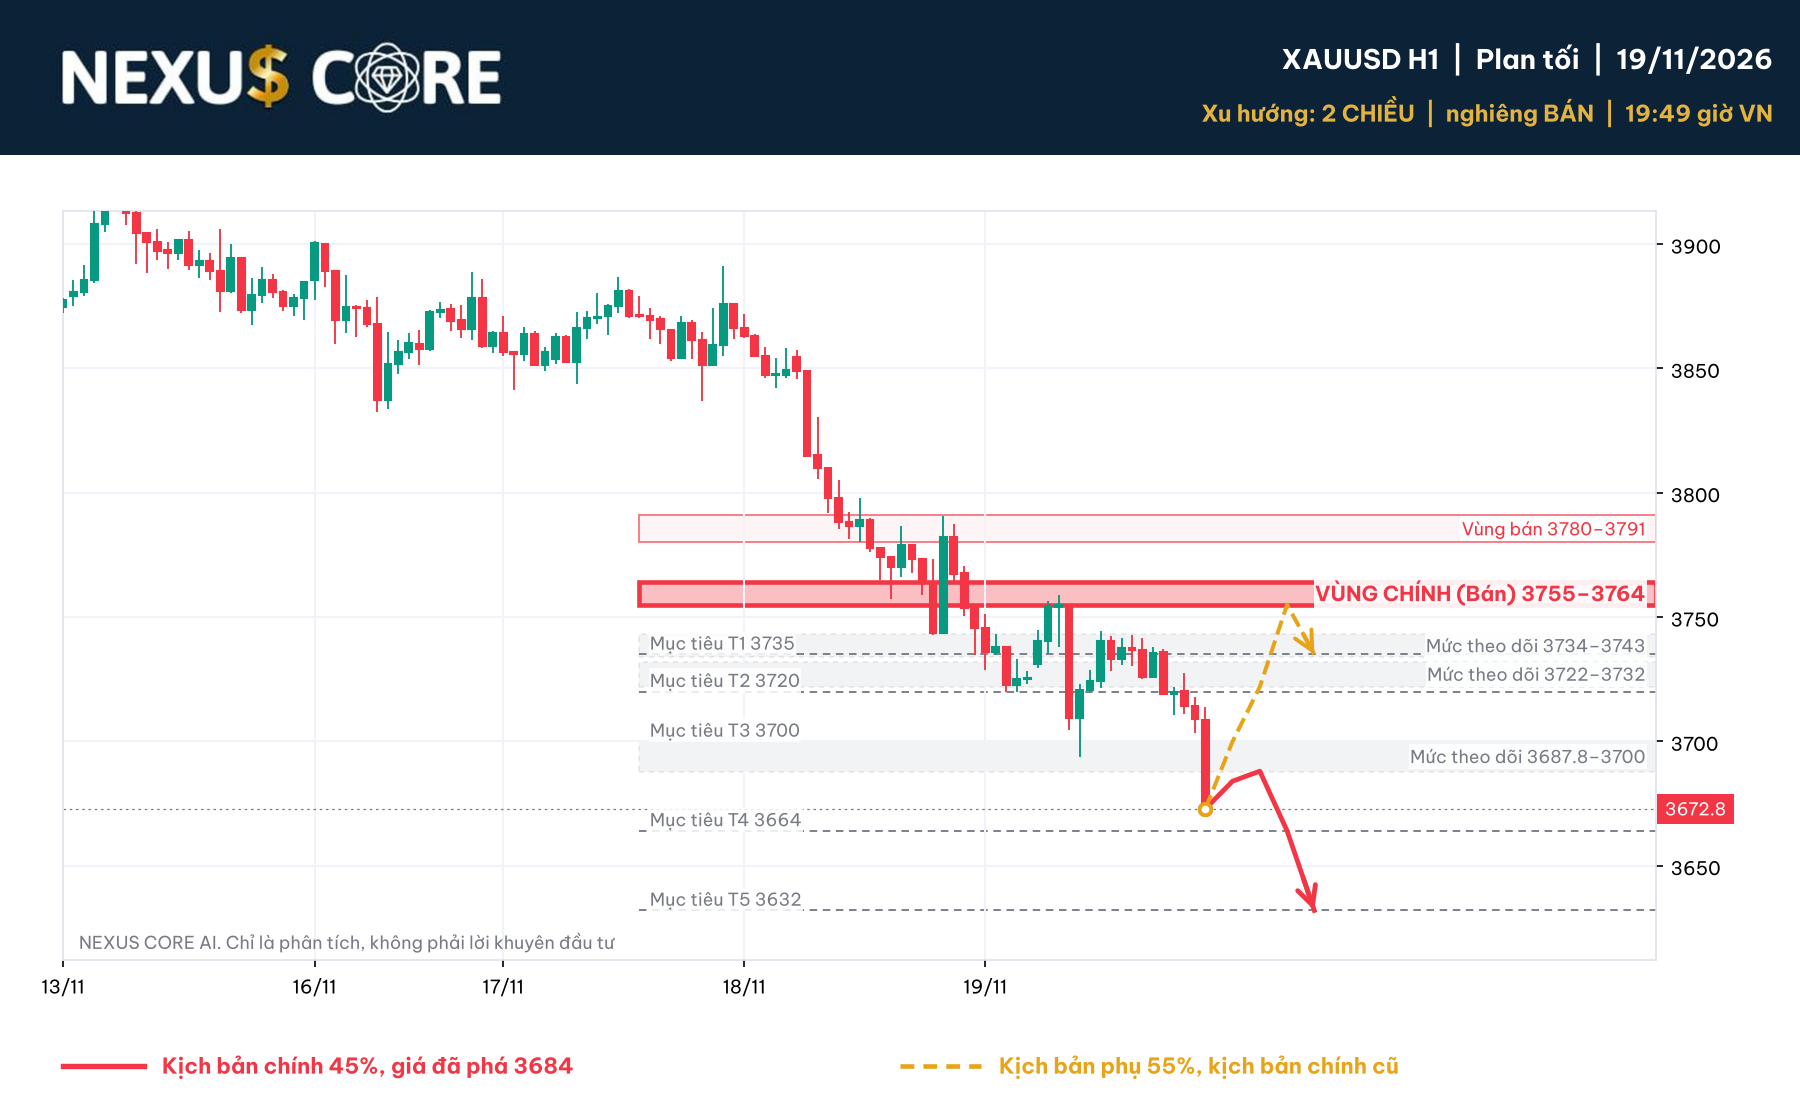 NEXU$ CORE
XAUUSD H1 | Plan tối | 19/11/2026
Xu hướng: 2 CHIỀU | nghiêng BÁN | 19:49 giờ VN
3900
3850
3800
Vùng bán 3780–3791
VÙNG CHÍNH (Bán) 3755–3764
3750
Mục tiêu T1 3735
Mức theo dõi 3734–3743
Mục tiêu T2 3720
Mức theo dõi 3722–3732
Mục tiêu T3 3700
3700
Mức theo dõi 3687.8–3700
3672.8
Mục tiêu T4 3664
3650
Mục tiêu T5 3632
NEXUS CORE AI. Chỉ là phân tích, không phải lời khuyên đầu tư
13/11 16/11 17/11 18/11 19/11
Kịch bản chính 45%, giá đã phá 3684
Kịch bản phụ 55%, kịch bản chính cũ